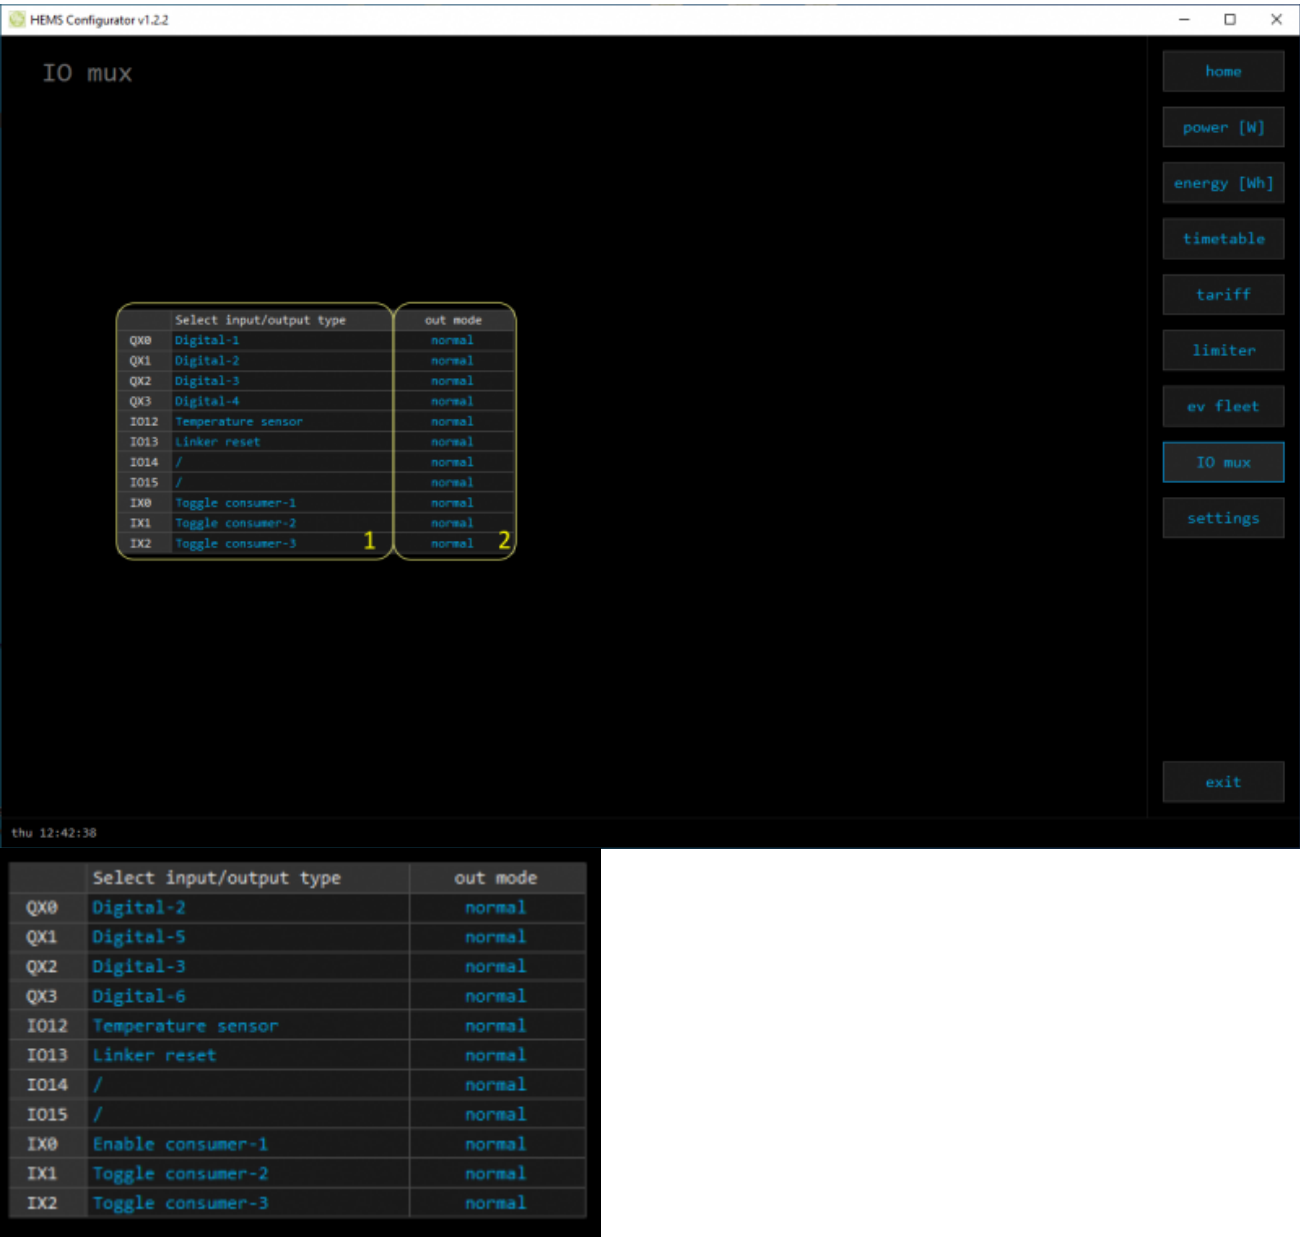 HEMS Configurator v1.2.2
IO mux
home
power [W]
energy [Wh]
timetable
tariff
limiter
ev fleet
IO mux
settings
exit
Select input/output type out mode
QX0 Digital-1 normal
QX1 Digital-2 normal
QX2 Digital-3 normal
QX3 Digital-4 normal
IO12 Temperature sensor normal
IO13 Linker reset normal
IO14 / normal
IO15 / normal
IX0 Toggle consumer-1 normal
IX1 Toggle consumer-2 normal
IX2 Toggle consumer-3 1 normal 2
thu 12:42:38
Select input/output type out mode
QX0 Digital-2 normal
QX1 Digital-5 normal
QX2 Digital-3 normal
QX3 Digital-6 normal
IO12 Temperature sensor normal
IO13 Linker reset normal
IO14 / normal
IO15 / normal
IX0 Enable consumer-1 normal
IX1 Toggle consumer-2 normal
IX2 Toggle consumer-3 normal